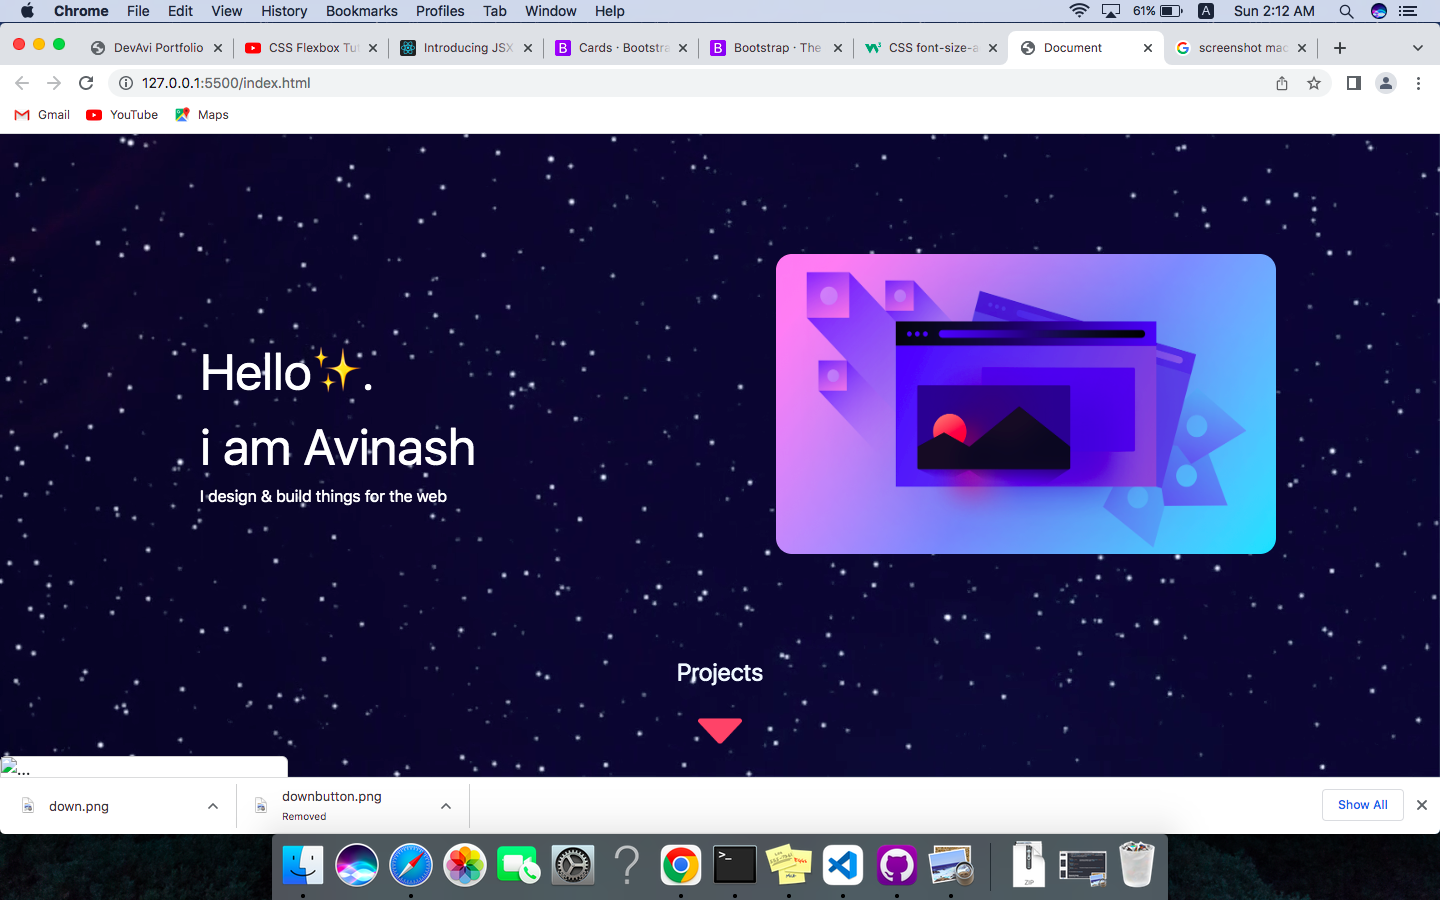 Chrome File Edit View History Bookmarks Profiles Tab Window Help 61% A Sun 2:12 AM
DevAvi Portfolio CSS Flexbox Tut Introducing JSX Cards · Bootstra Bootstrap · The CSS font-size-a Document screenshot mac
127.0.0.1:5500/index.html
Gmail YouTube Maps
Hello✨.
i am Avinash
I design & build things for the web
Projects
...
down.png
downbutton.png
Removed
Show All
ZIP